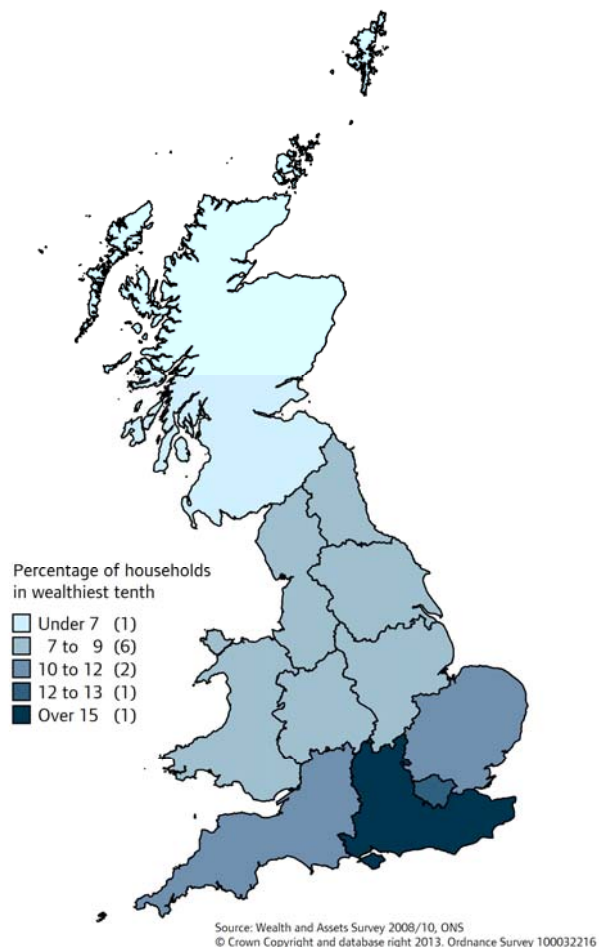 Percentage of households
in wealthiest tenth
Under 7 (1)
7 to 9 (6)
10 to 12 (2)
12 to 13 (1)
Over 15 (1)
Source: Wealth and Assets Survey 2008/10, ONS
© Crown Copyright and database right 2013. Ordnance Survey 100032216